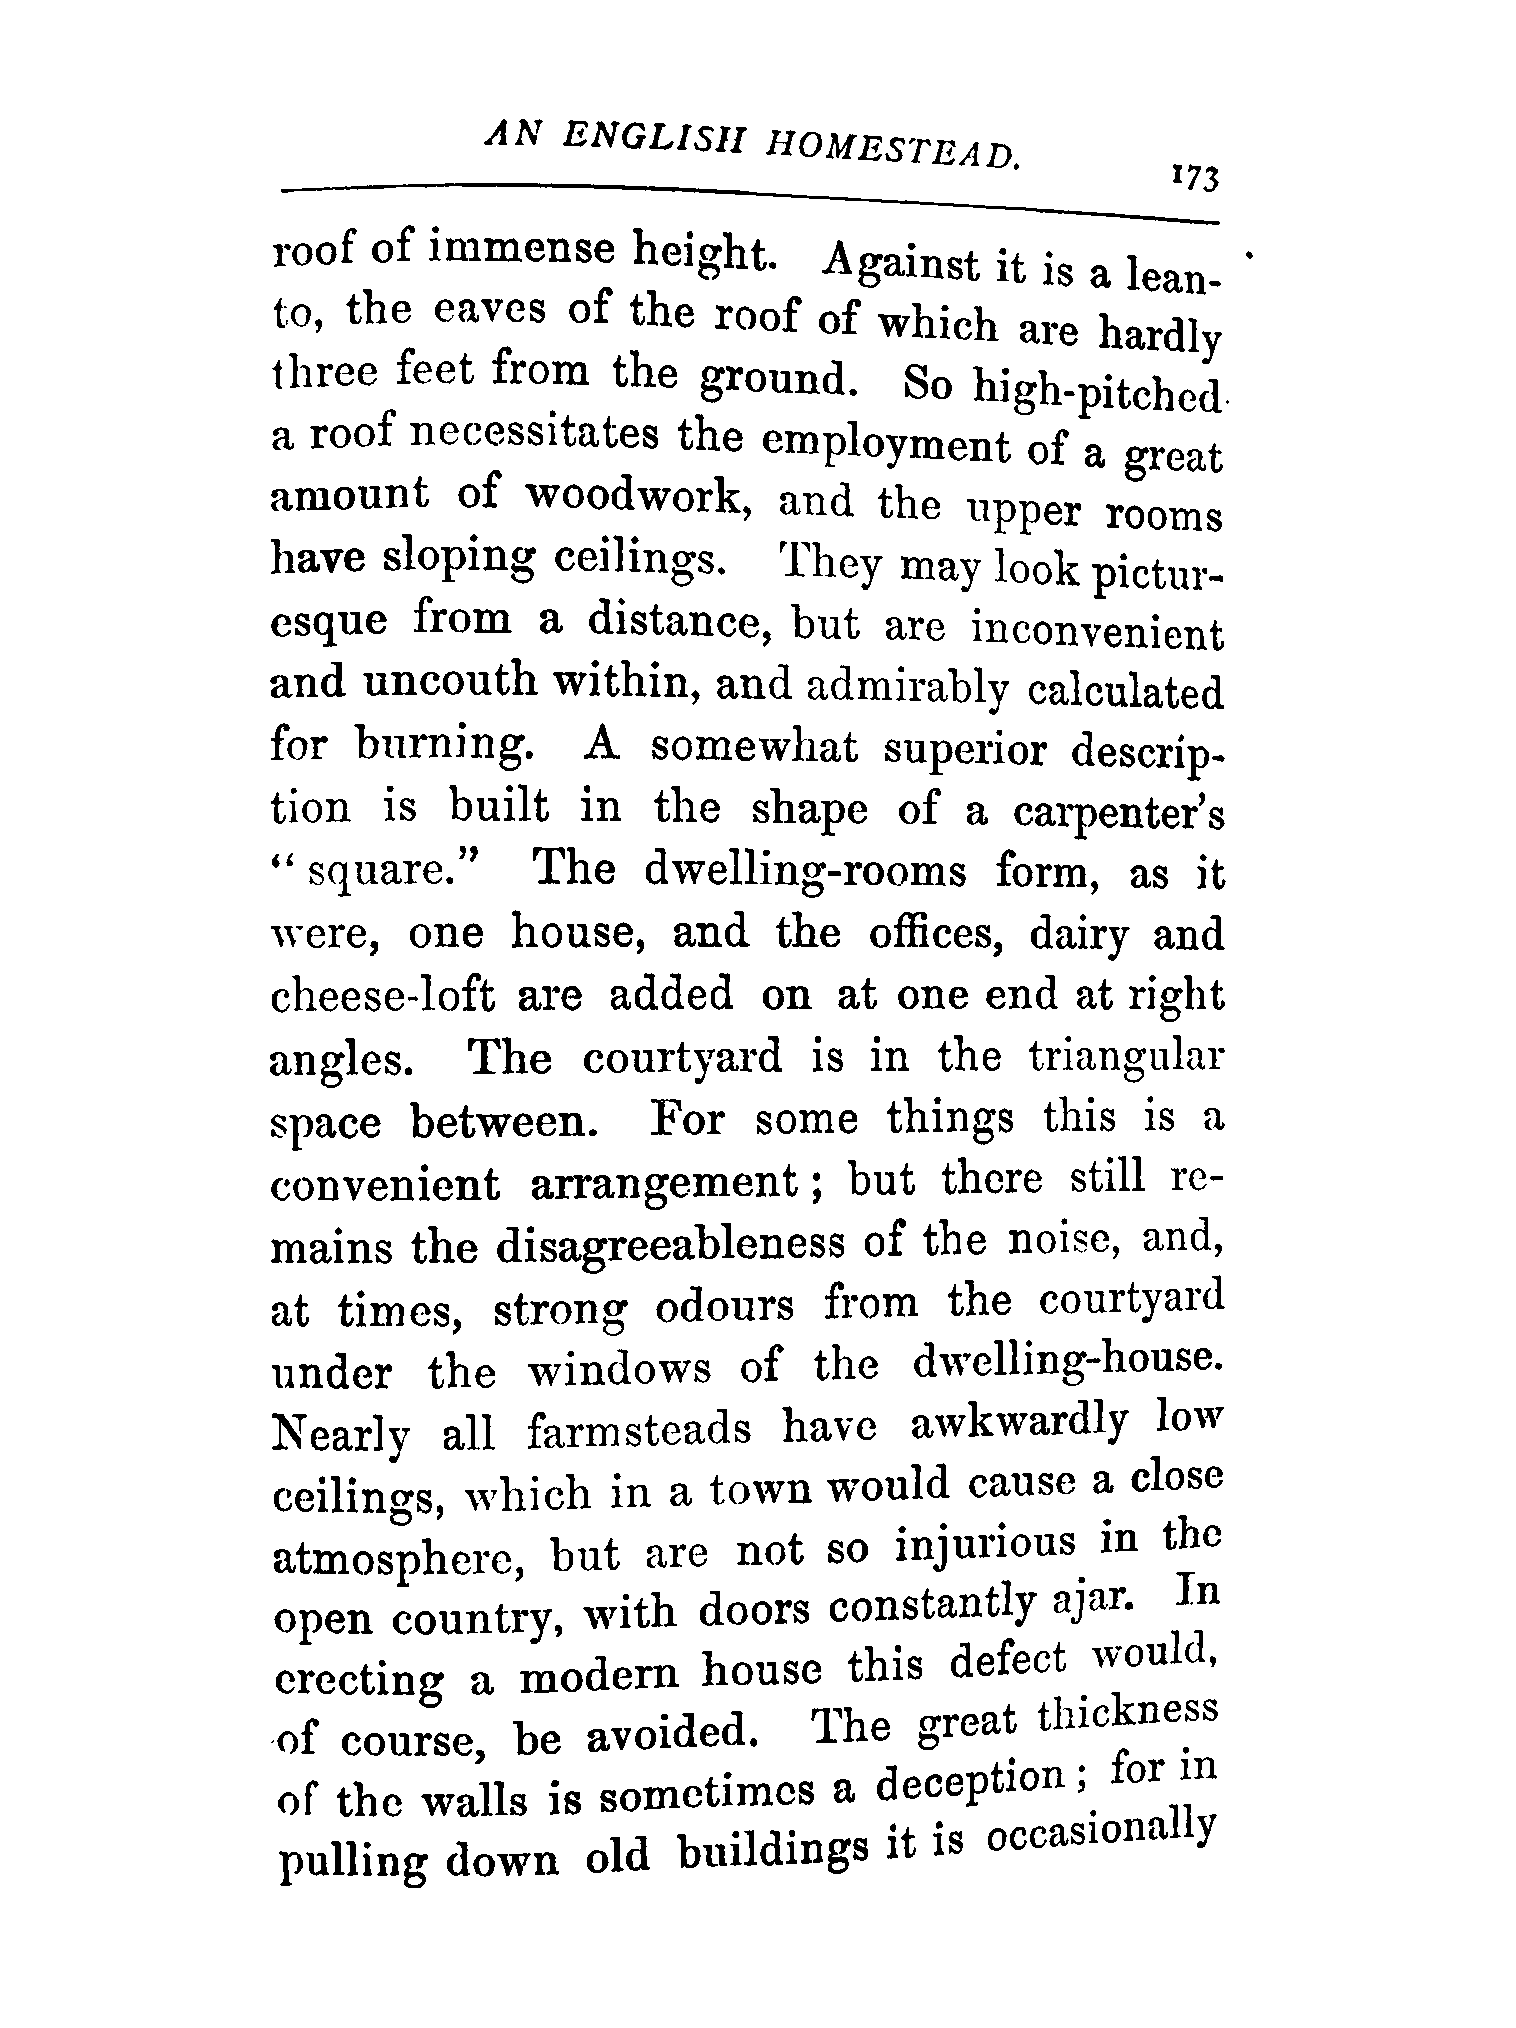 AN ENGLISH HOMESTEAD. 173
roof of immense height. Against it is a lean-
to, the eaves of the roof of which are hardly
three feet from the ground. So high-pitched
a roof necessitates the employment of a great
amount of woodwork, and the upper rooms
have sloping ceilings. They may look pictur-
esque from a distance, but are inconvenient
and uncouth within, and admirably calculated
for burning. A somewhat superior descrip-
tion is built in the shape of a carpenter's
“square.” The dwelling-rooms form, as it
were, one house, and the offices, dairy and
cheese-loft are added on at one end at right
angles. The courtyard is in the triangular
space between. For some things this is a
convenient arrangement; but there still re-
mains the disagreeableness of the noise, and,
at times, strong odours from the courtyard
under the windows of the dwelling-house.
Nearly all farmsteads have awkwardly low
ceilings, which in a town would cause a close
atmosphere, but are not so injurious in the
open country, with doors constantly ajar. In
erecting a modern house this defect would,
of course, be avoided. The great thickness
of the walls is sometimes a deception; for in
pulling down old buildings it is occasionally